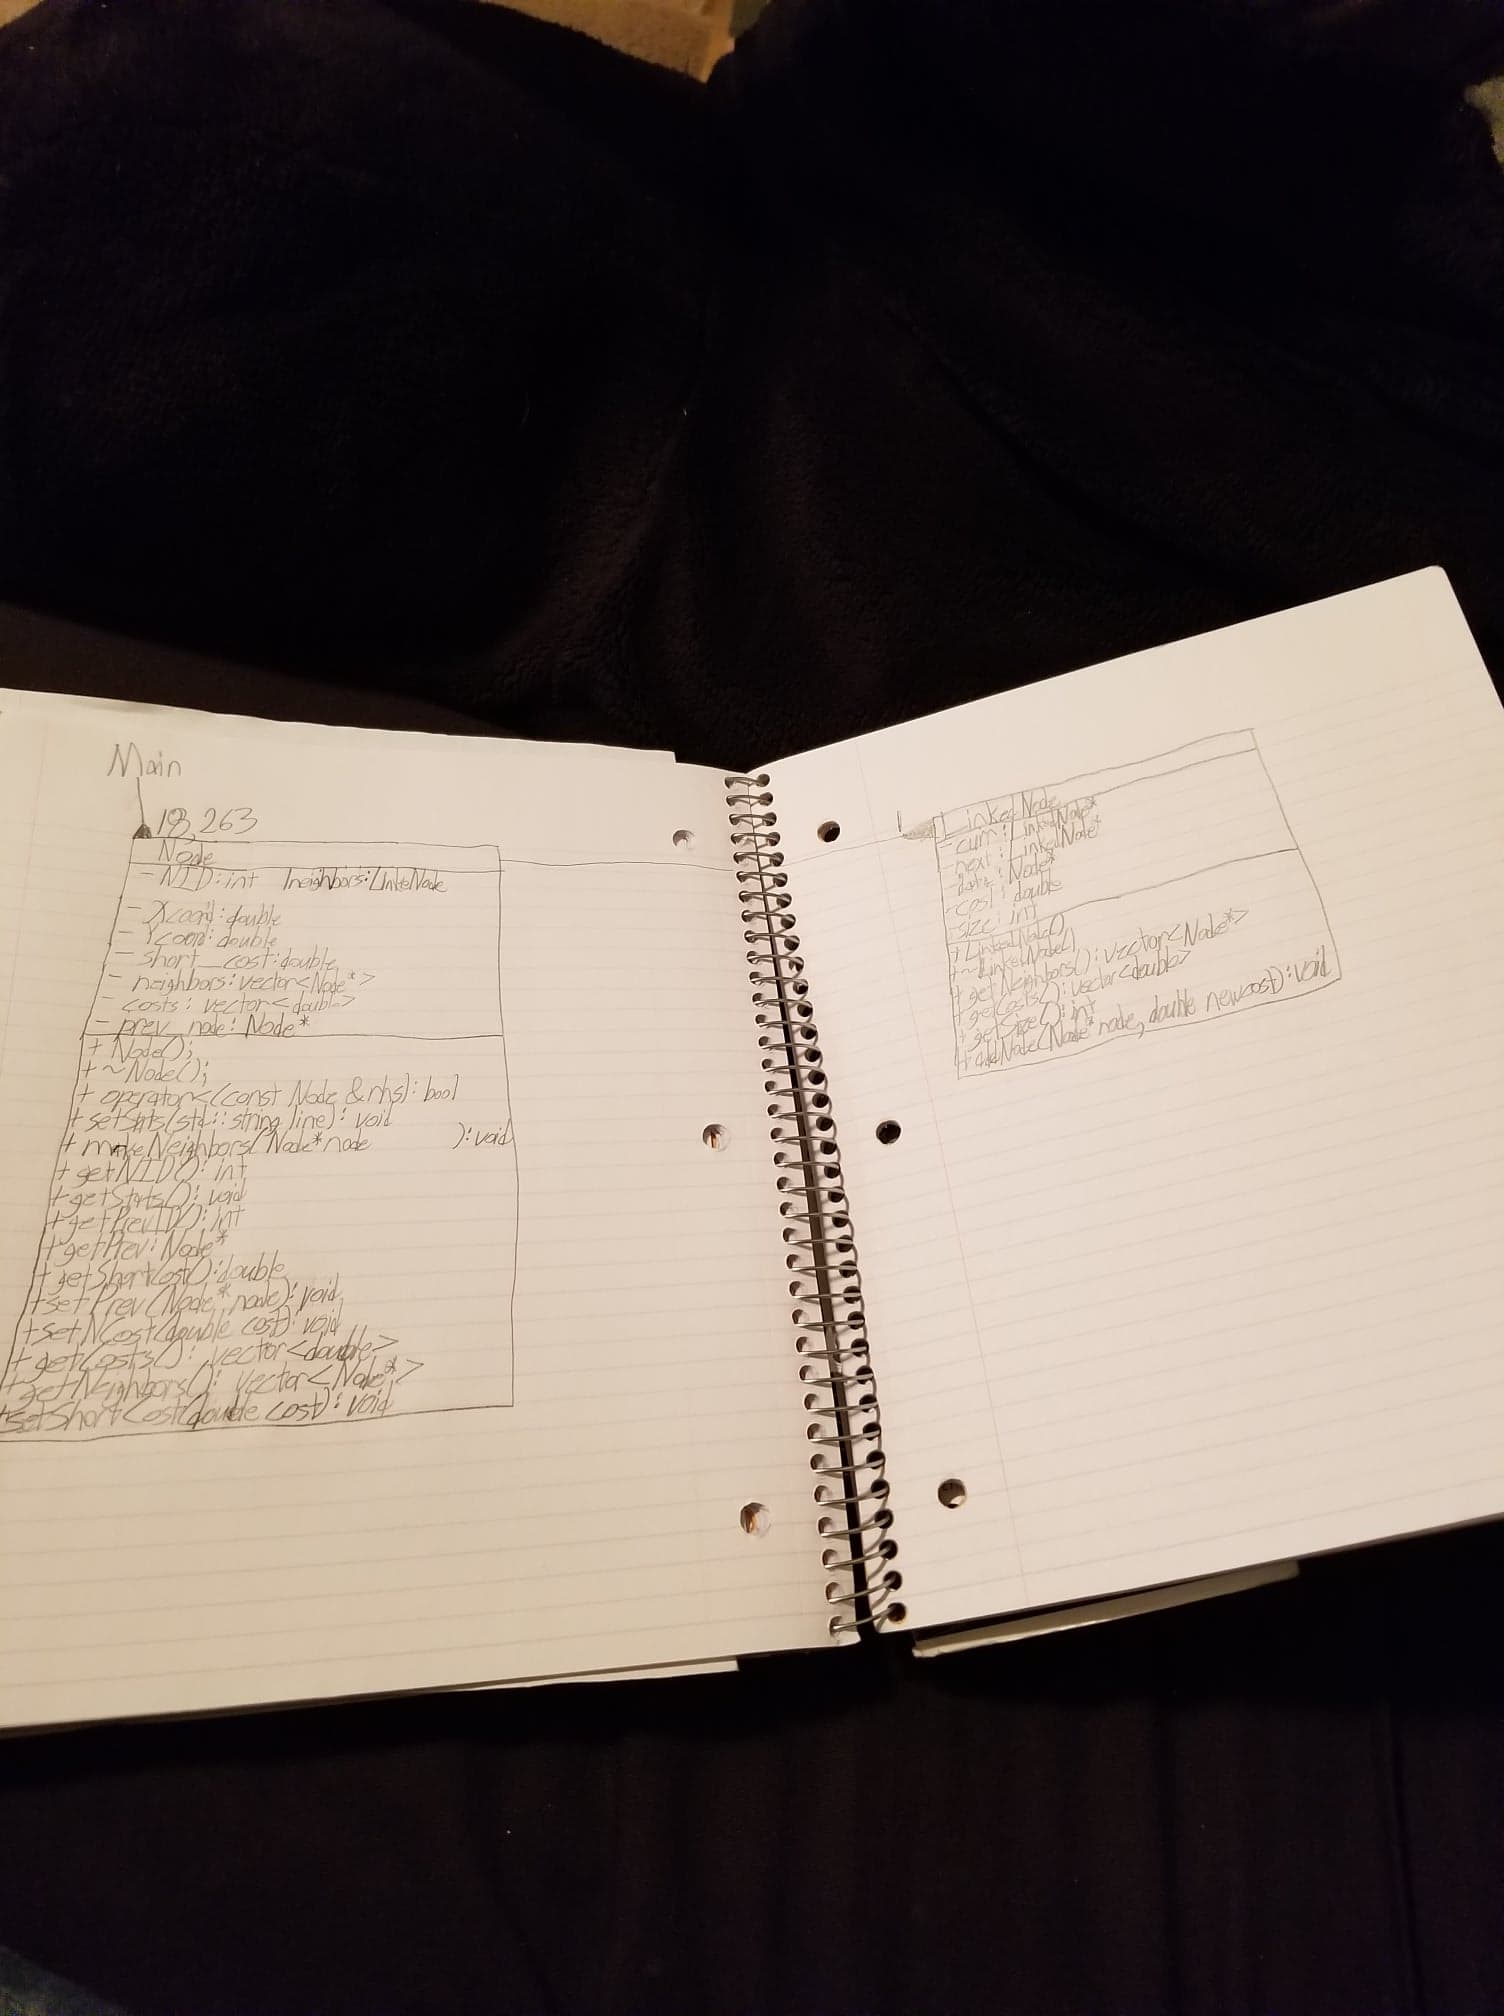 Main
18,263
Node
- NID: int lneighbors: LinkeNode
- Xcoord: double
- Ycoord: double
- short_cost: double
- neighbors: vector<Node*>
- costs: vector<double>
- prev_node: Node*
+ Node();
+ ~Node();
+ operator<(const Node &rhs): bool
+ setStats(std::string line): void
+ makeNeighbors(Node* node ): void
+ getNID(): int
+ getStats(): void
+ getPrevID(): int
+ getPrev: Node*
+ getShortCost(): double
+ setPrev(Node* node): void
+ setNCost(double cost): void
+ getCosts(): vector<double>
+ getNeighbors(): vector<Node*>
+ setShortCost(double cost): void
1
Linked Node
- curr: LinkedNode*
- next: LinkedNode*
- data: Node*
- cost: double
- size: int
+ LinkedNode()
+ ~LinkedNode()
+ getNeighbors(): vector<Node*>
+ getCosts(): vector<double>
+ getSize(): int
+ addNode(Node* node, double newcost): void